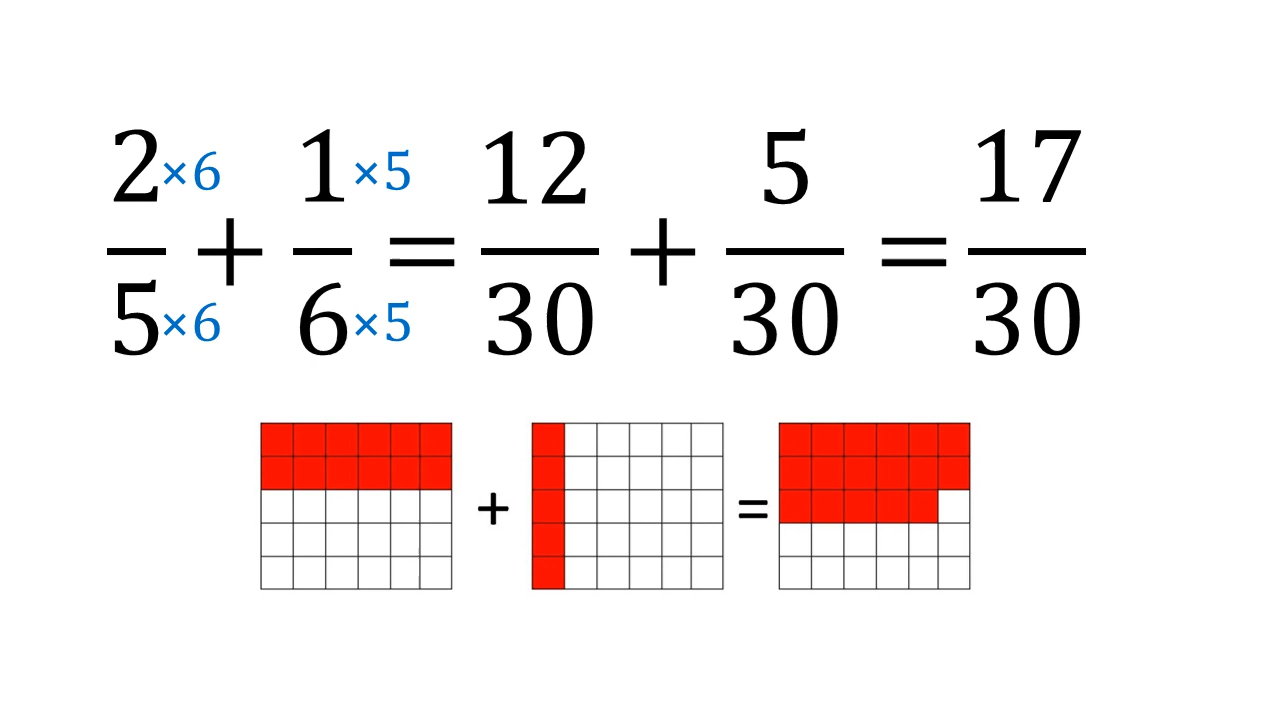 2×6/5×6 + 1×5/6×5 = 12/30 + 5/30 = 17/30
+ =